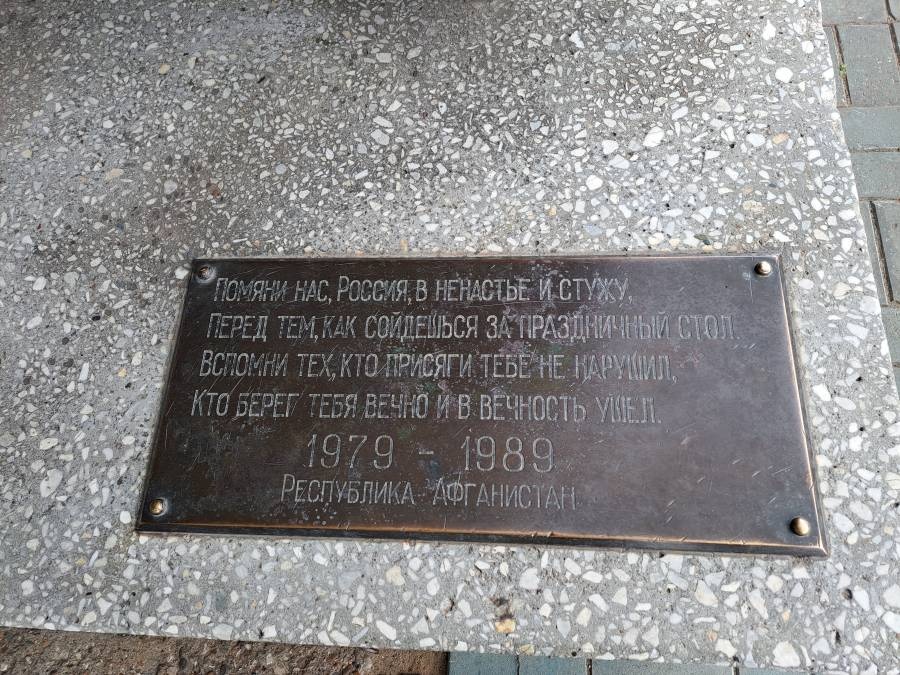 Помяни нас, Россия, в ненастье и стужу,
Перед тем, как сойдешься за праздничный стол.
Вспомни тех, кто присяги тебе не нарушил,
Кто берег тебя вечно и в вечность ушел.
1979 - 1989
Республика Афганистан